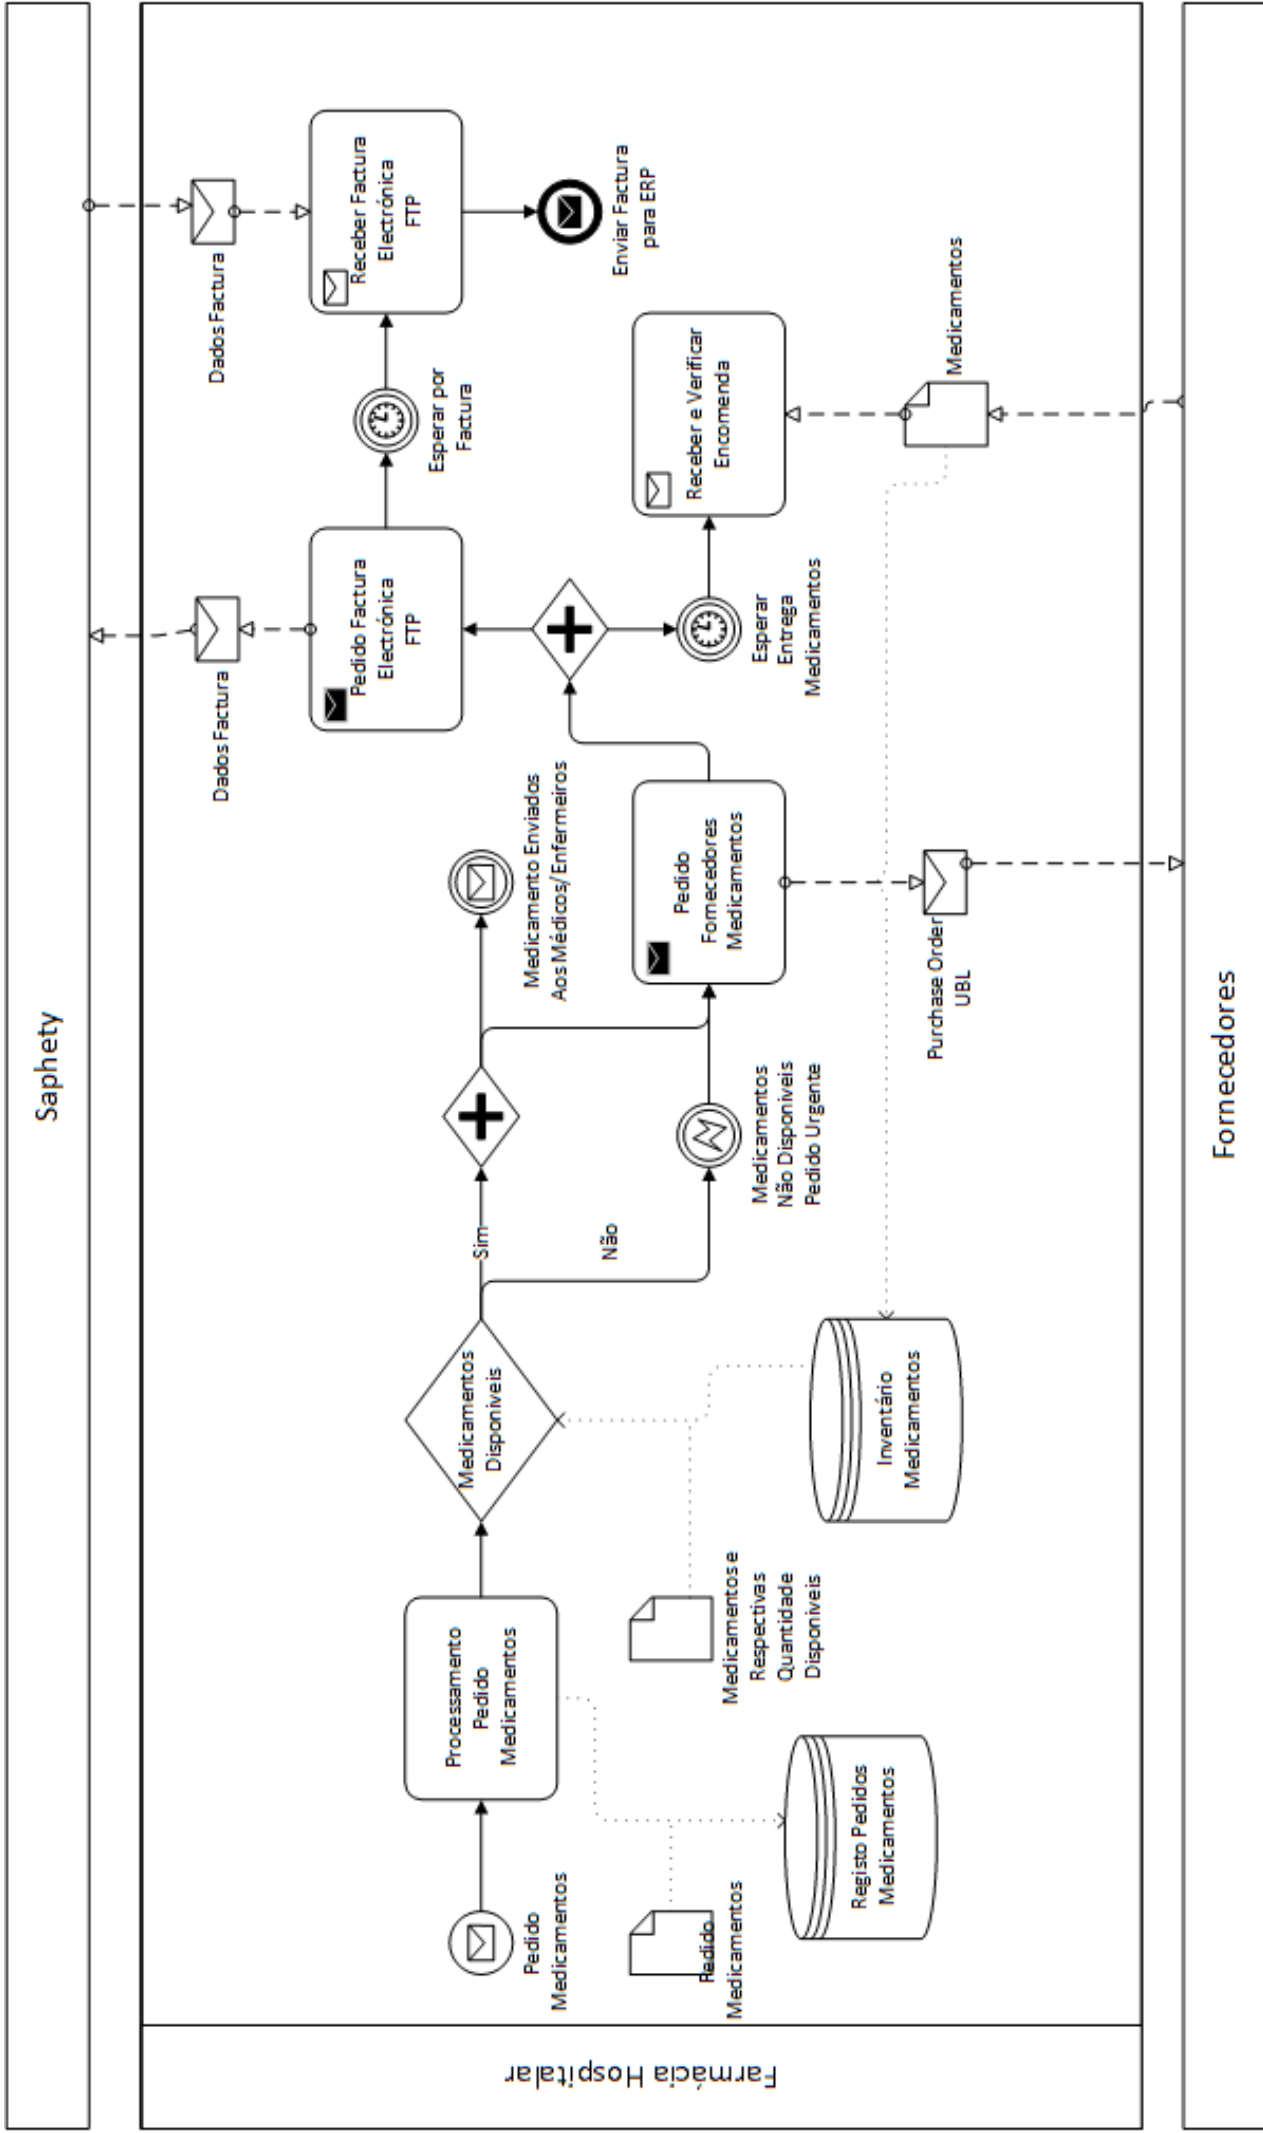 Saphety
Farmácia Hospitalar
Pedido
Medicamentos
Processamento
Pedido
Medicamentos
Medicamentos
Disponíveis
Sim
Não
Medicamento Enviados
Aos Médicos/ Enfermeiros
Medicamentos
Não Disponíveis
Pedido Urgente
Pedido
Fornecedores
Medicamentos
Dados Factura
Pedido Factura
Electrónica
FTP
Esperar por
Factura
Dados Factura
Receber Factura
Electrónica
FTP
Enviar Factura
para ERP
Esperar
Entrega
Medicamentos
Receber e Verificar
Encomenda
Medicamentos
Purchase Order
UBL
Pedido
Medicamentos
Registo Pedidos
Medicamentos
Medicamentos e
Respectivas
Quantidade
Disponíveis
Inventário
Medicamentos
Fornecedores